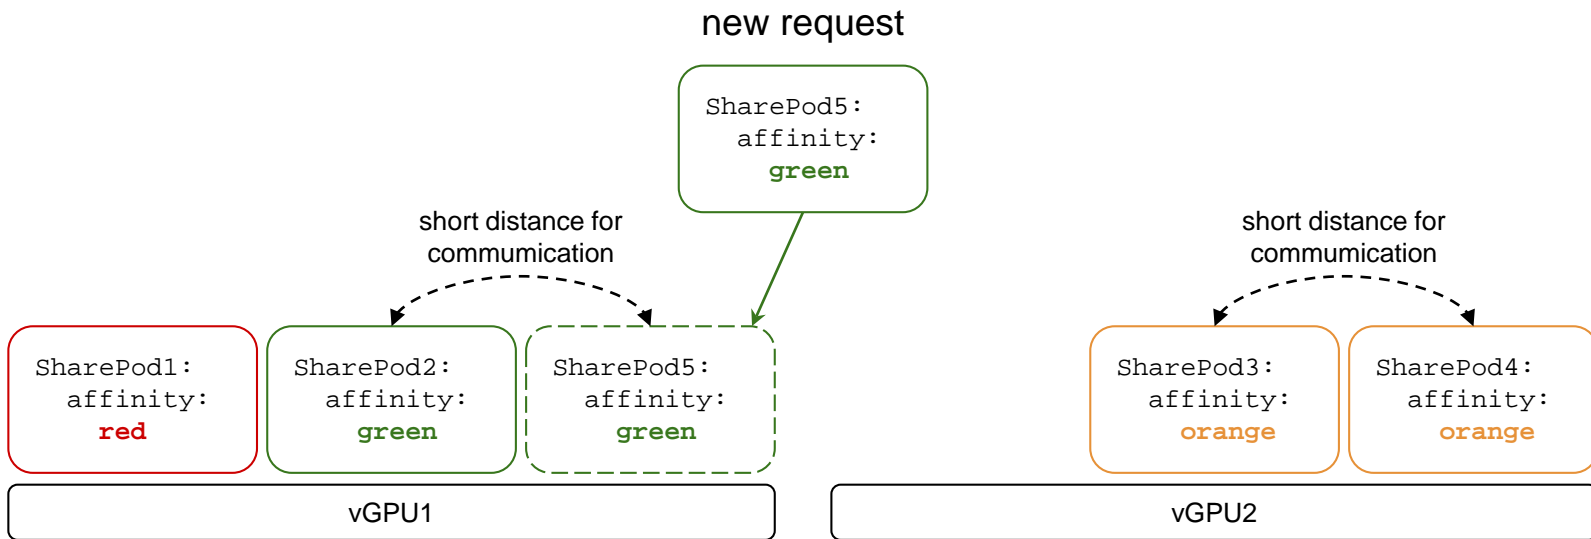 new request
SharePod5:
affinity:
green
short distance for
commumication
short distance for
commumication
SharePod1:
affinity:
red
SharePod2:
affinity:
green
SharePod5:
affinity:
green
SharePod3:
affinity:
orange
SharePod4:
affinity:
orange
vGPU1
vGPU2